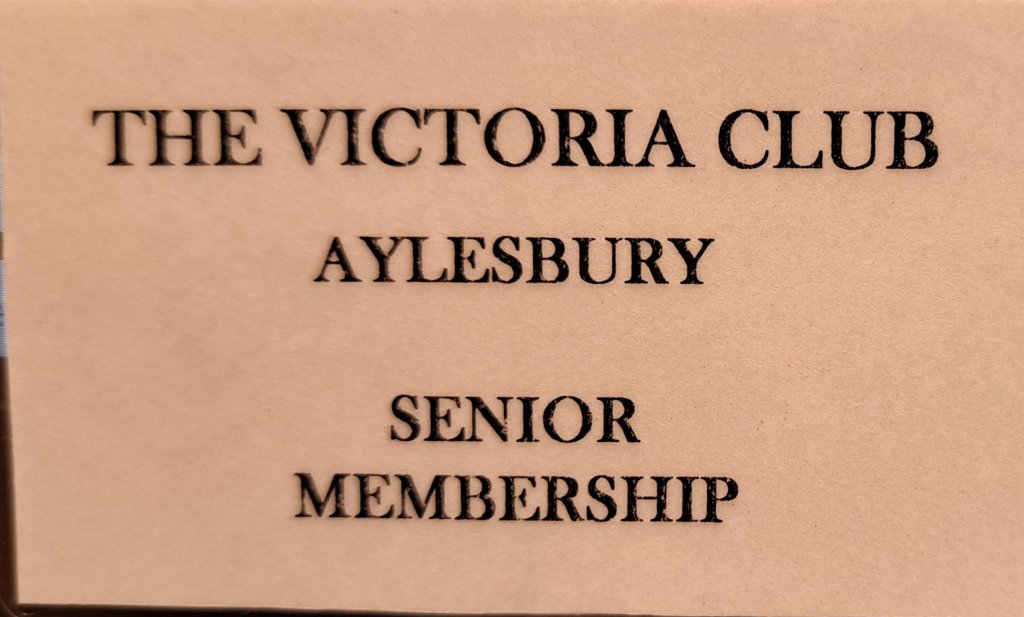 THE VICTORIA CLUB
AYLESBURY
SENIOR
MEMBERSHIP